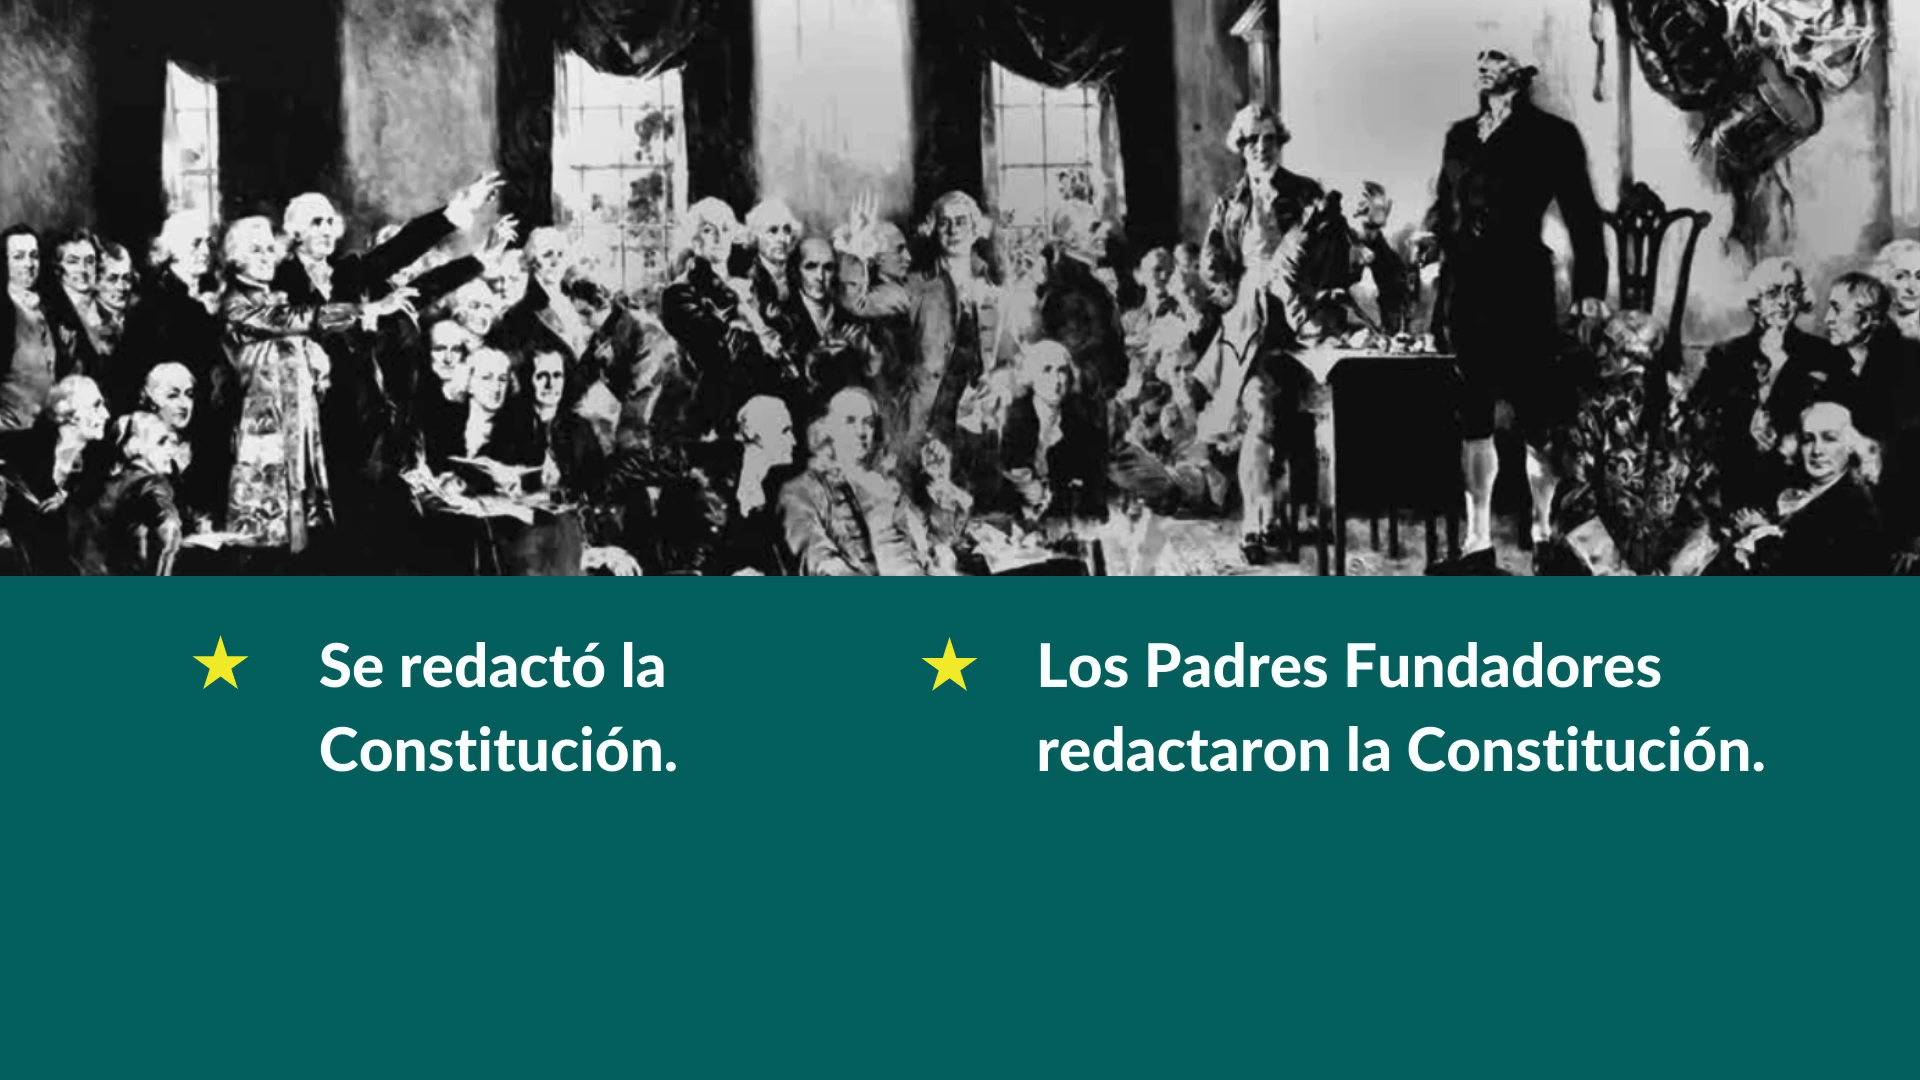 Se redactó la
Constitución.
Los Padres Fundadores
redactaron la Constitución.